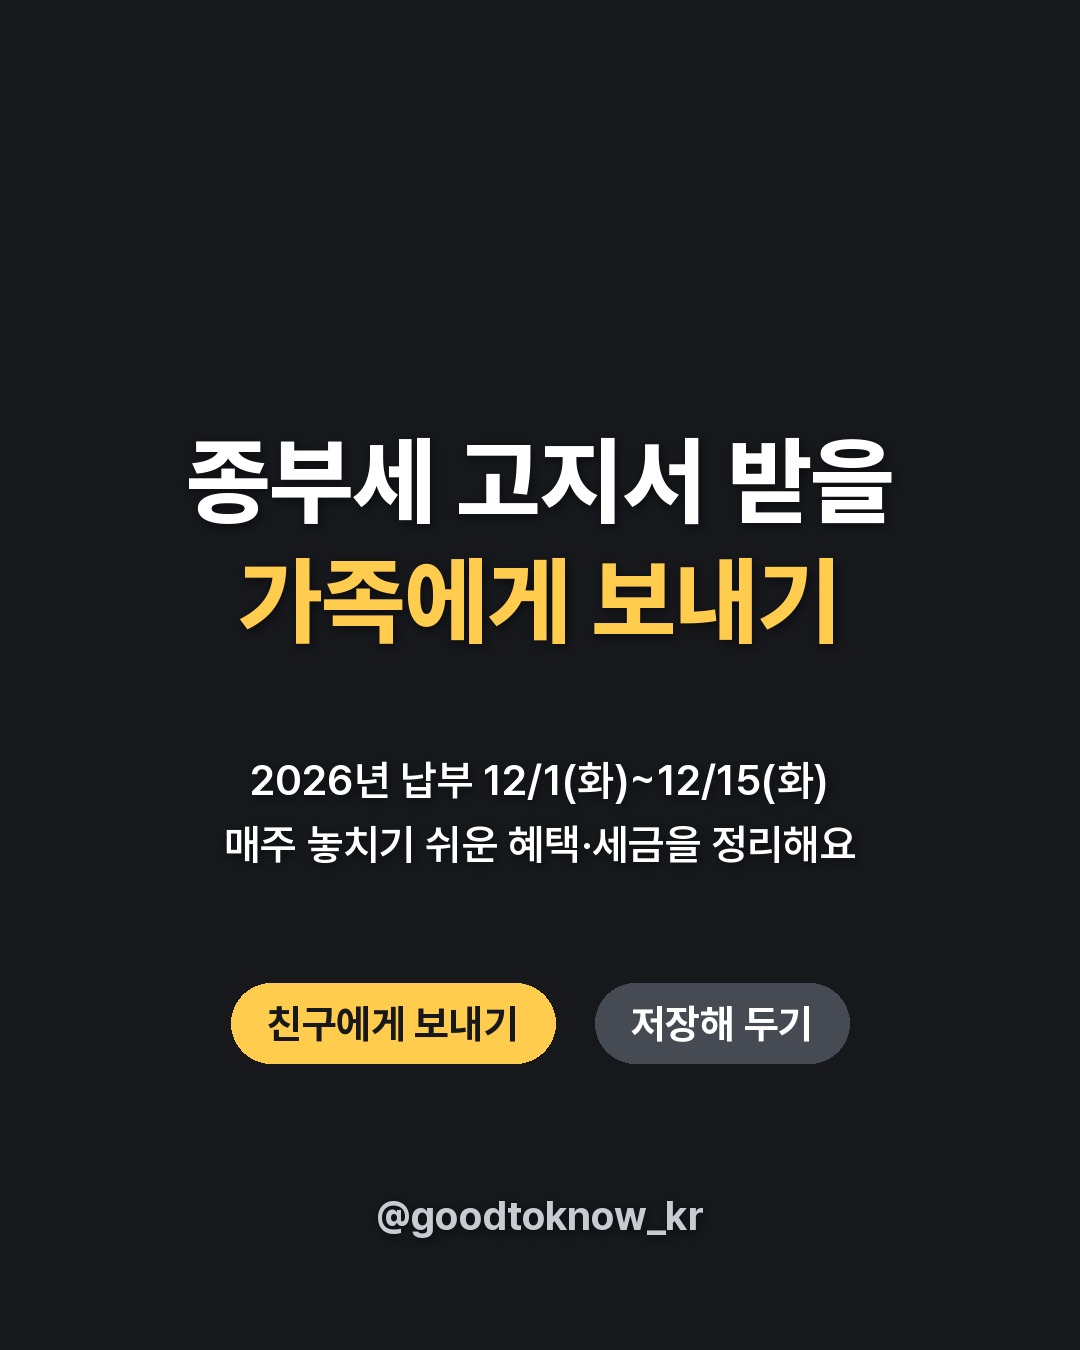 종부세 고지서 받을
가족에게 보내기
2026년 납부 12/1(화)~12/15(화)
매주 놓치기 쉬운 혜택·세금을 정리해요
친구에게 보내기
저장해 두기
@goodtoknow_kr